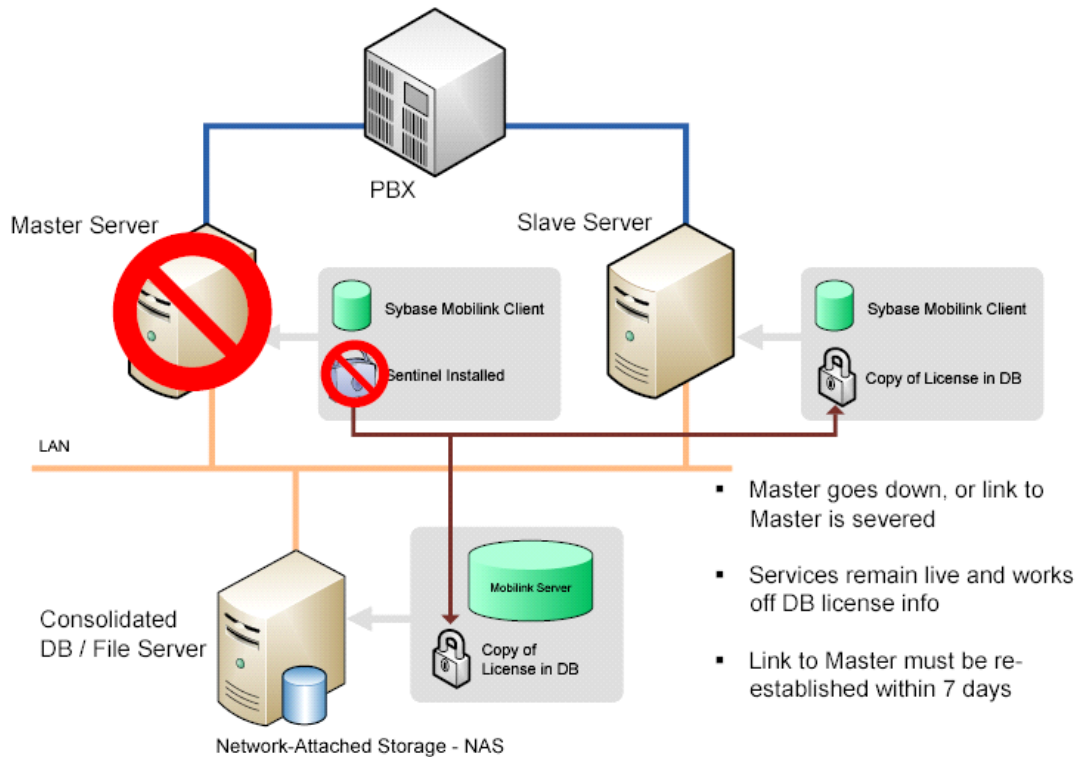 PBX
Master Server
Slave Server
Sybase Mobilink Client
Sentinel Installed
Sybase Mobilink Client
Copy of License in DB
LAN
▪ Master goes down, or link to
Master is severed
▪ Services remain live and works
off DB license info
▪ Link to Master must be re-
established within 7 days
Mobilink Server
Copy of
License in DB
Consolidated
DB / File Server
Network-Attached Storage - NAS